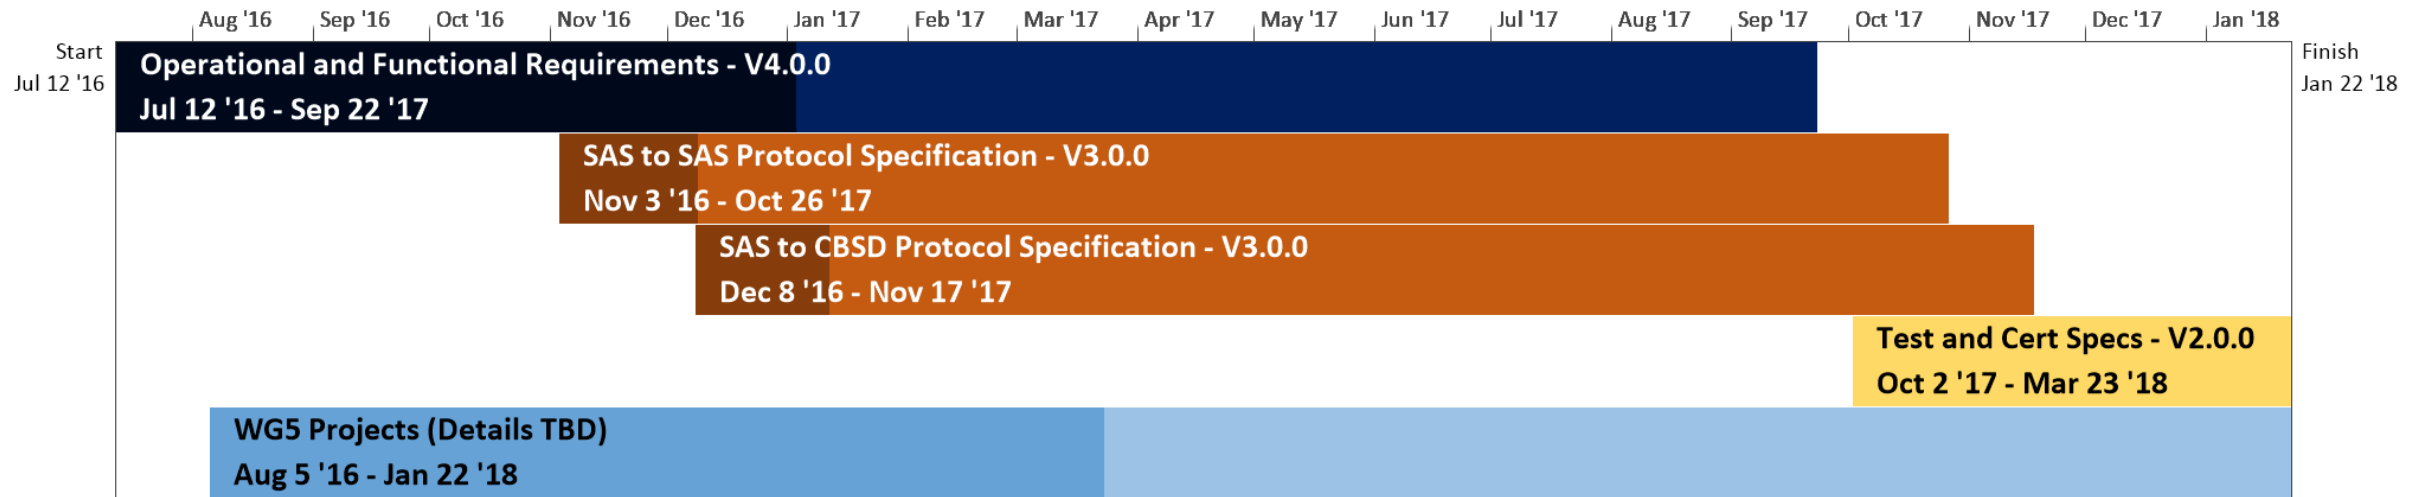 Aug '16 Sep '16 Oct '16 Nov '16 Dec '16 Jan '17 Feb '17 Mar '17 Apr '17 May '17 Jun '17 Jul '17 Aug '17 Sep '17 Oct '17 Nov '17 Dec '17 Jan '18
Start
Jul 12 '16
Operational and Functional Requirements - V4.0.0
Jul 12 '16 - Sep 22 '17
Finish
Jan 22 '18
SAS to SAS Protocol Specification - V3.0.0
Nov 3 '16 - Oct 26 '17
SAS to CBSD Protocol Specification - V3.0.0
Dec 8 '16 - Nov 17 '17
Test and Cert Specs - V2.0.0
Oct 2 '17 - Mar 23 '18
WG5 Projects (Details TBD)
Aug 5 '16 - Jan 22 '18